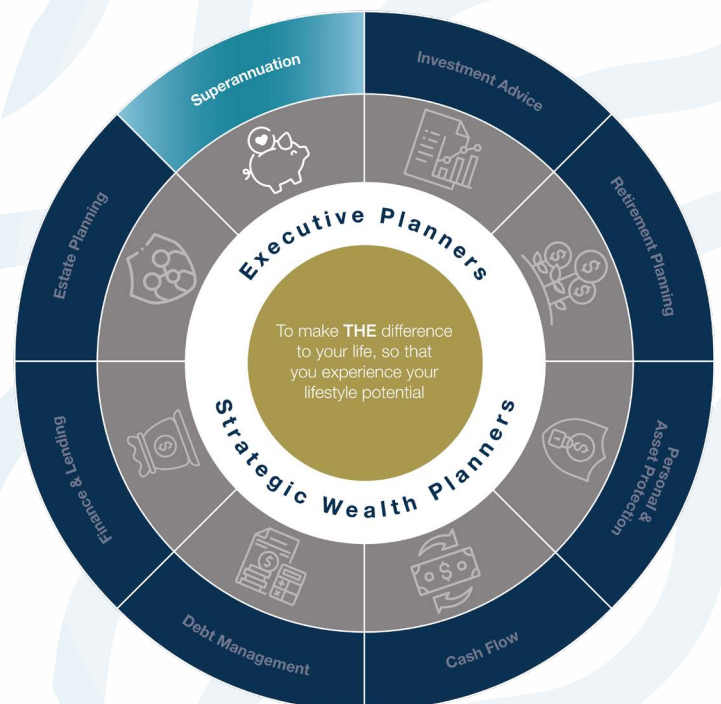 Superannuation
Investment Advice
Retirement Planning
Personal &
Asset Protection
Cash Flow
Debt Management
Finance & Lending
Estate Planning
Executive Planners
To make THE difference
to your life, so that
you experience your
lifestyle potential
Strategic Wealth Planners